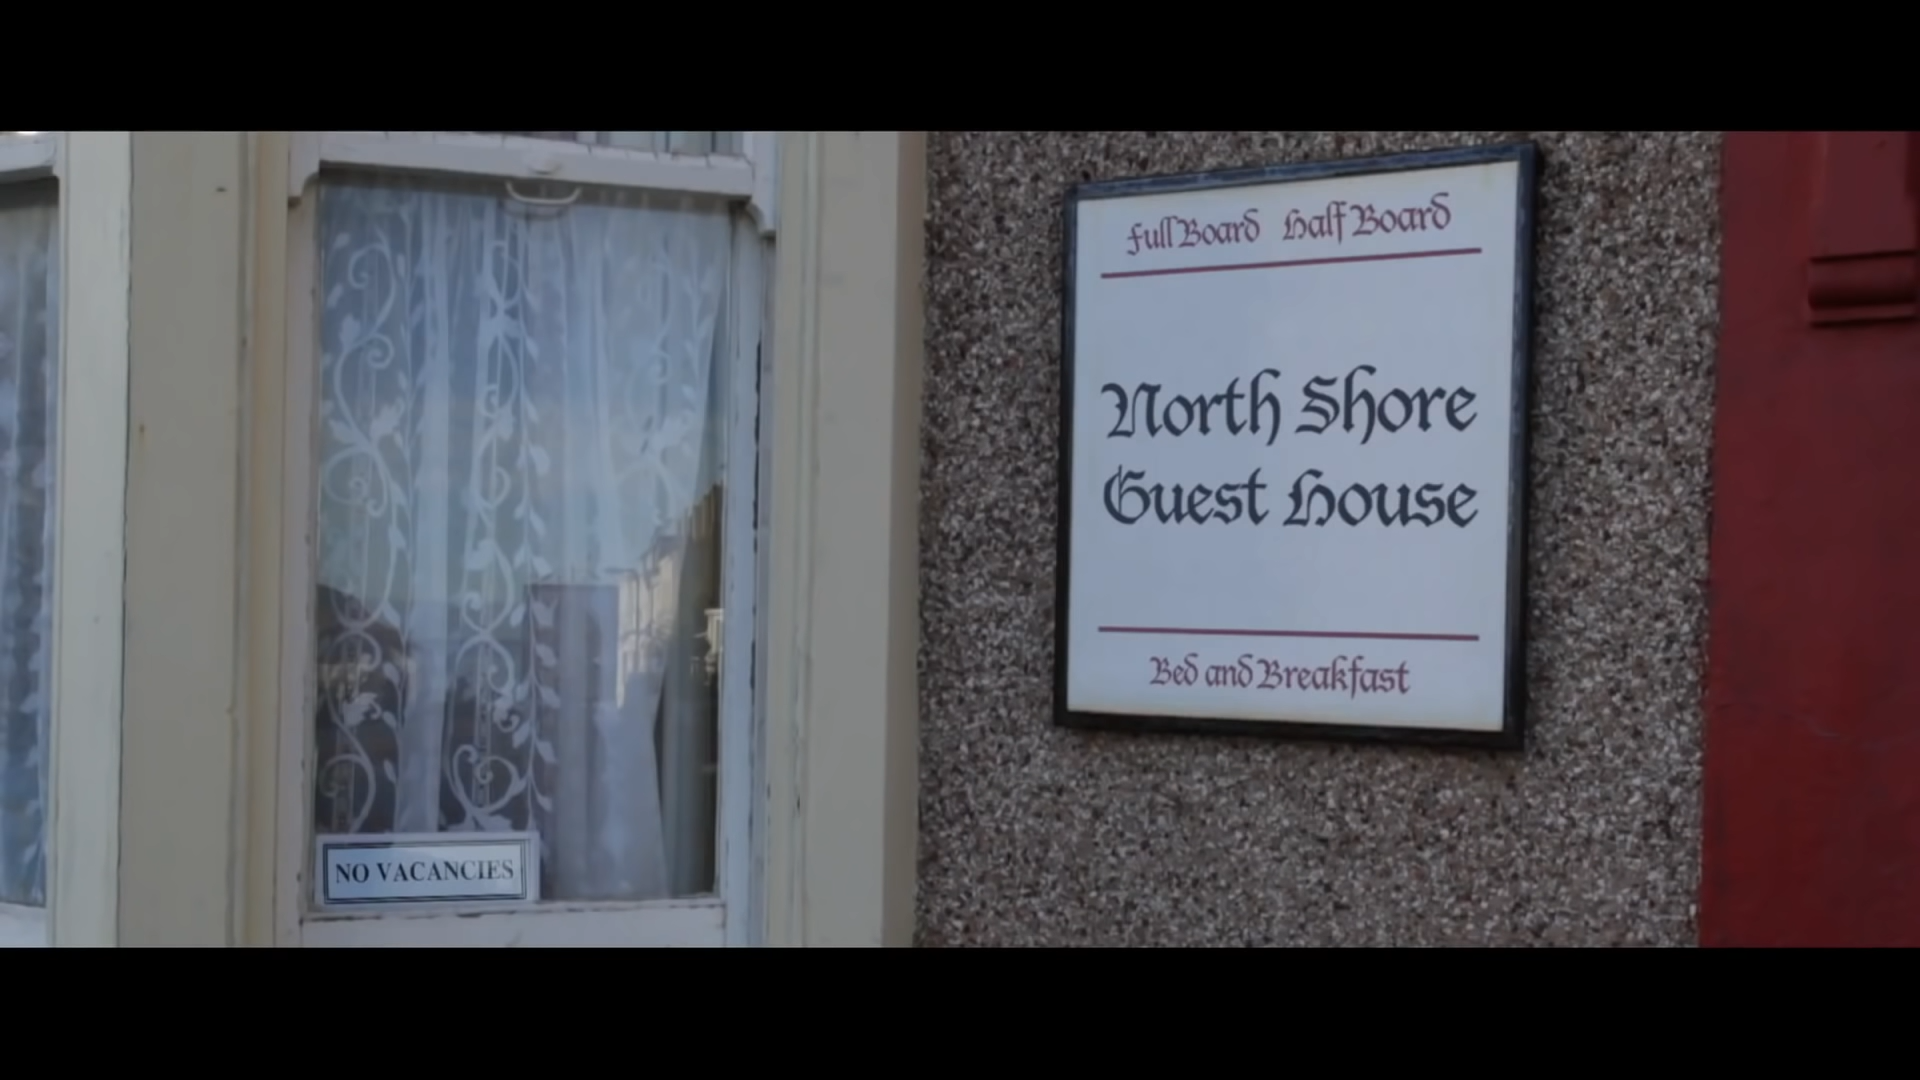 Full Board Half Board
North Shore
Guest House
Bed and Breakfast
NO VACANCIES